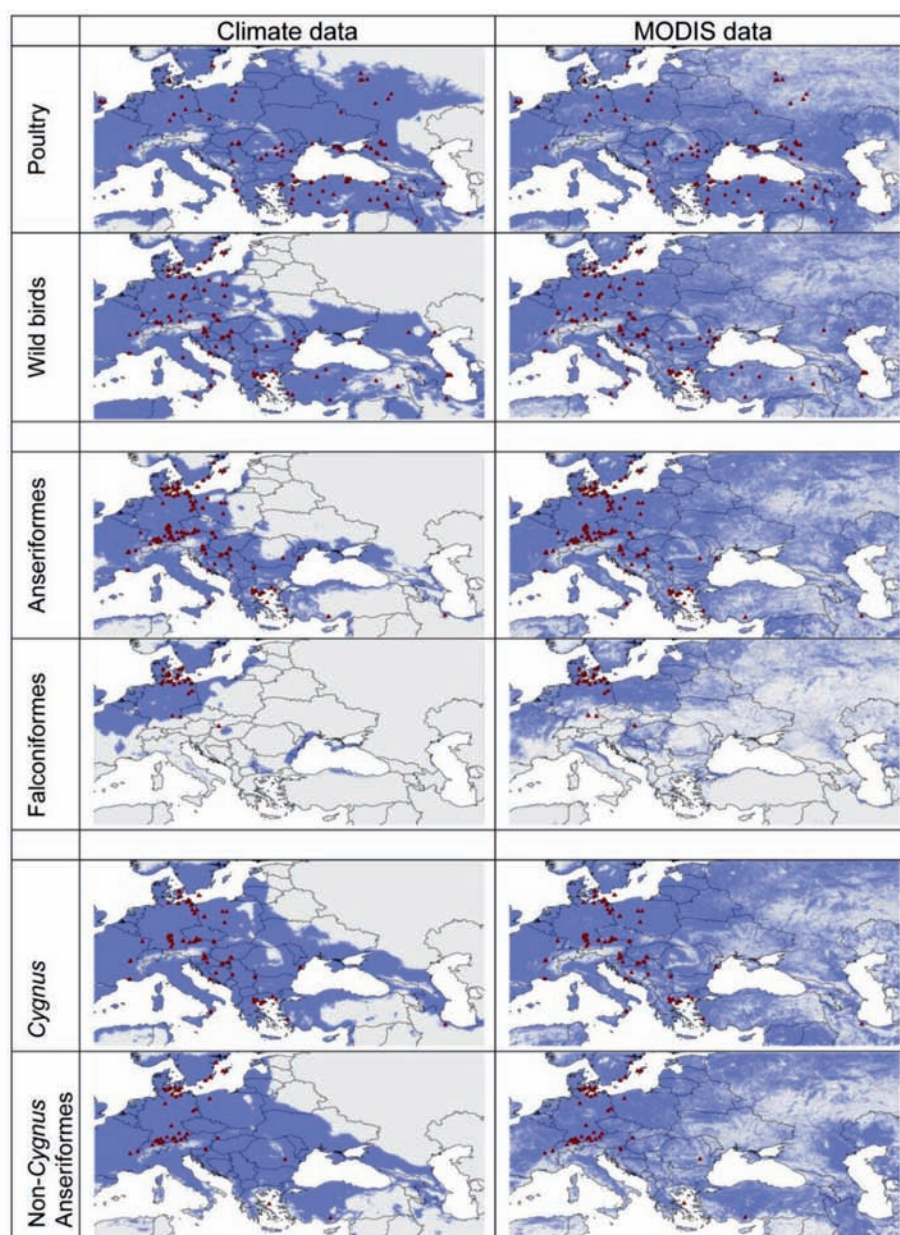 Climate data
MODIS data
Poultry
Wild birds
Anseriformes
Falconiformes
Cygnus
Non-Cygnus
Anseriformes